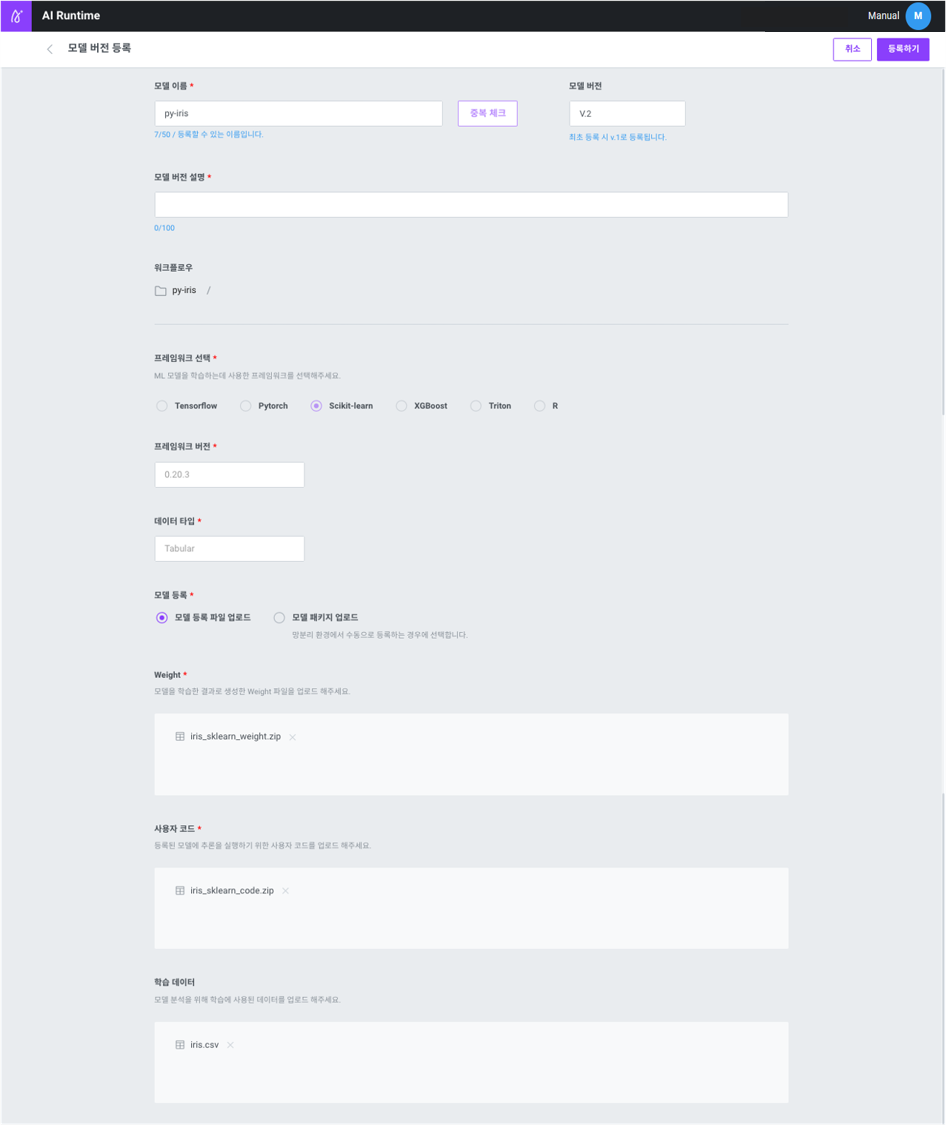 AI Runtime
Manual
M
모델 버전 등록
취소
등록하기
모델 이름 *
모델 버전
py-iris
중복 체크
V.2
7/50 / 등록할 수 있는 이름입니다.
최초 등록 시 v.1로 등록됩니다.
모델 버전 설명 *
0/100
워크플로우
py-iris /
프레임워크 선택 *
ML 모델을 학습하는데 사용한 프레임워크를 선택해주세요.
Tensorflow
Pytorch
Scikit-learn
XGBoost
Triton
R
프레임워크 버전 *
0.20.3
데이터 타입 *
Tabular
모델 등록 *
모델 등록 파일 업로드
모델 패키지 업로드
망분리 환경에서 수동으로 등록하는 경우에 선택합니다.
Weight *
모델을 학습한 결과로 생성한 Weight 파일을 업로드 해주세요.
iris_sklearn_weight.zip
사용자 코드 *
등록된 모델에 추론을 실행하기 위한 사용자 코드를 업로드 해주세요.
iris_sklearn_code.zip
학습 데이터
모델 분석을 위해 학습에 사용된 데이터를 업로드 해주세요.
iris.csv